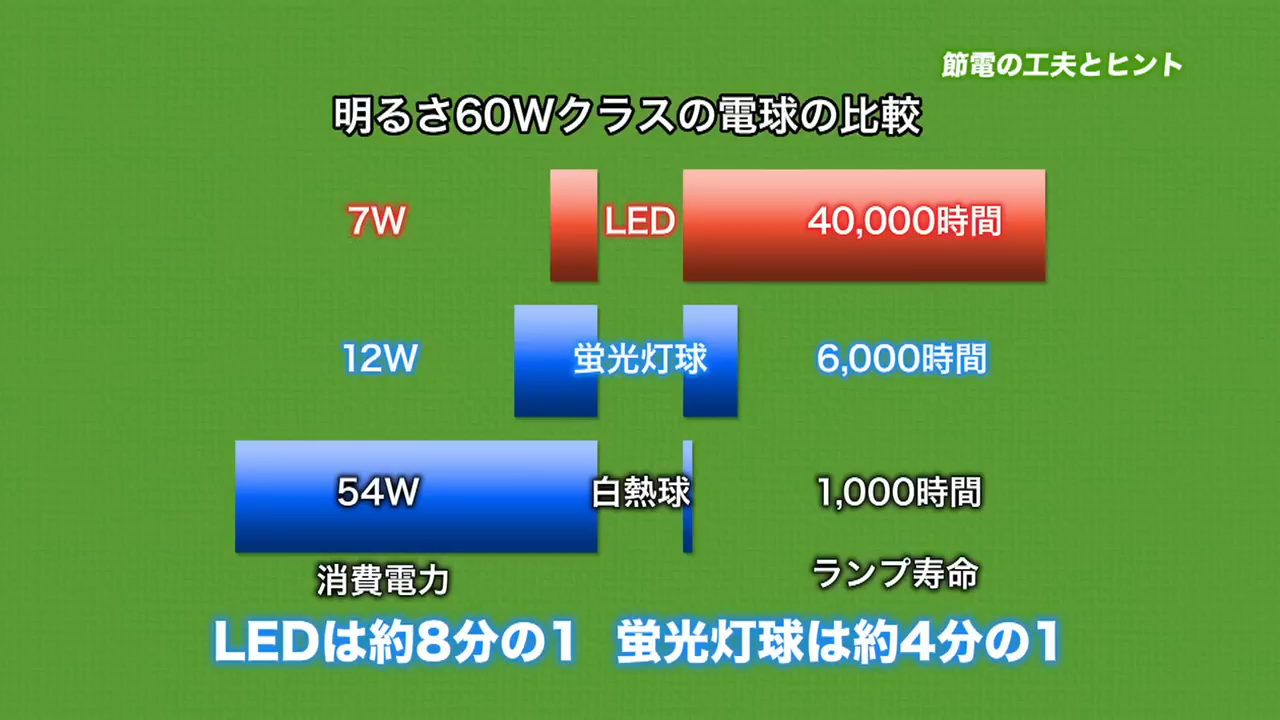 節電の工夫とヒント
明るさ60Wクラスの電球の比較
7W LED 40,000時間
12W 蛍光灯球 6,000時間
54W 白熱球 1,000時間
消費電力 ランプ寿命
LEDは約8分の1 蛍光灯球は約4分の1